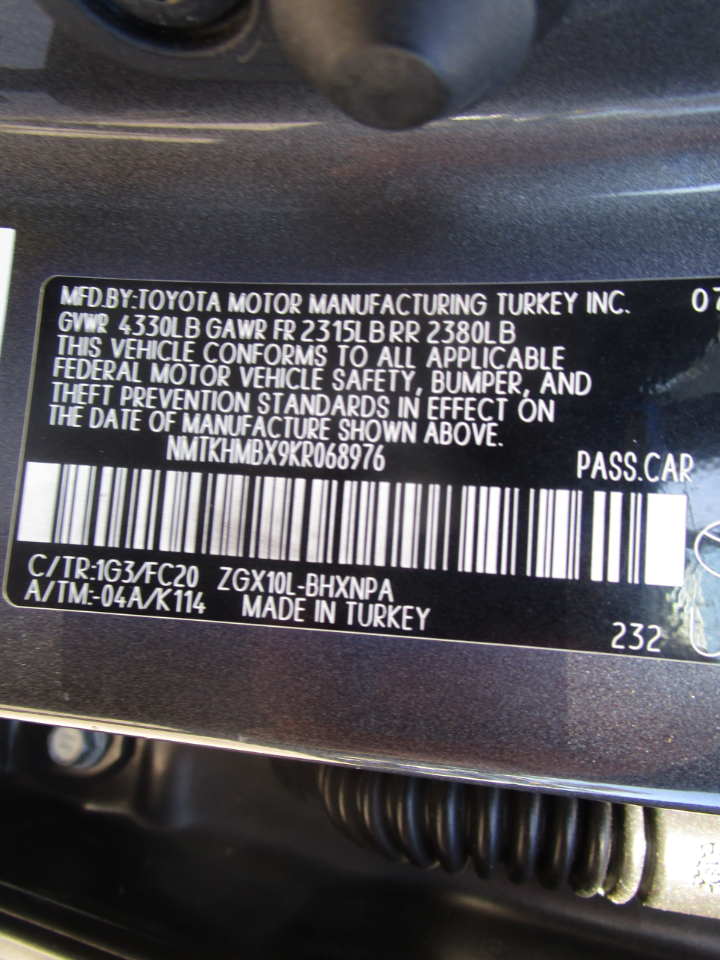 MFD.BY:TOYOTA MOTOR MANUFACTURING TURKEY INC. 07
GVWR 4330LB GAWR FR 2315LB RR 2380LB
THIS VEHICLE CONFORMS TO ALL APPLICABLE
FEDERAL MOTOR VEHICLE SAFETY, BUMPER, AND
THEFT PREVENTION STANDARDS IN EFFECT ON
THE DATE OF MANUFACTURE SHOWN ABOVE.
NMTKHMBX9KR068976 PASS.CAR
C/TR:1G3/FC20 ZGX10L-BHXNPA
A/TM:-04A/K114 MADE IN TURKEY
232